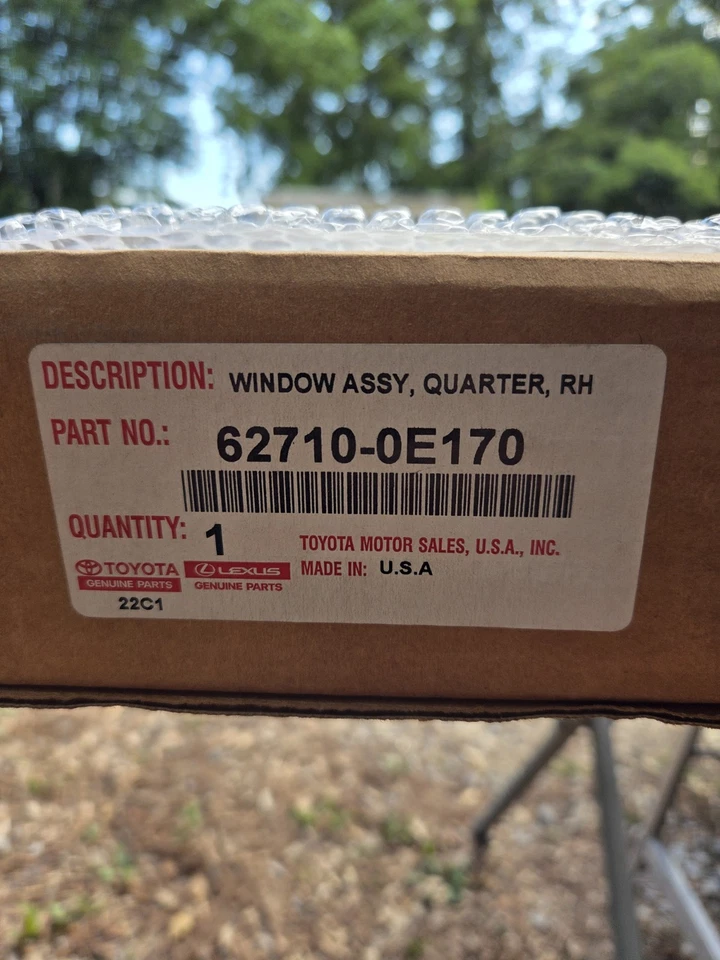 DESCRIPTION: WINDOW ASSY, QUARTER, RH
PART NO.: 62710-0E170
QUANTITY: 1
TOYOTA MOTOR SALES, U.S.A., INC.
TOYOTA LEXUS MADE IN: U.S.A
GENUINE PARTS GENUINE PARTS
22C1